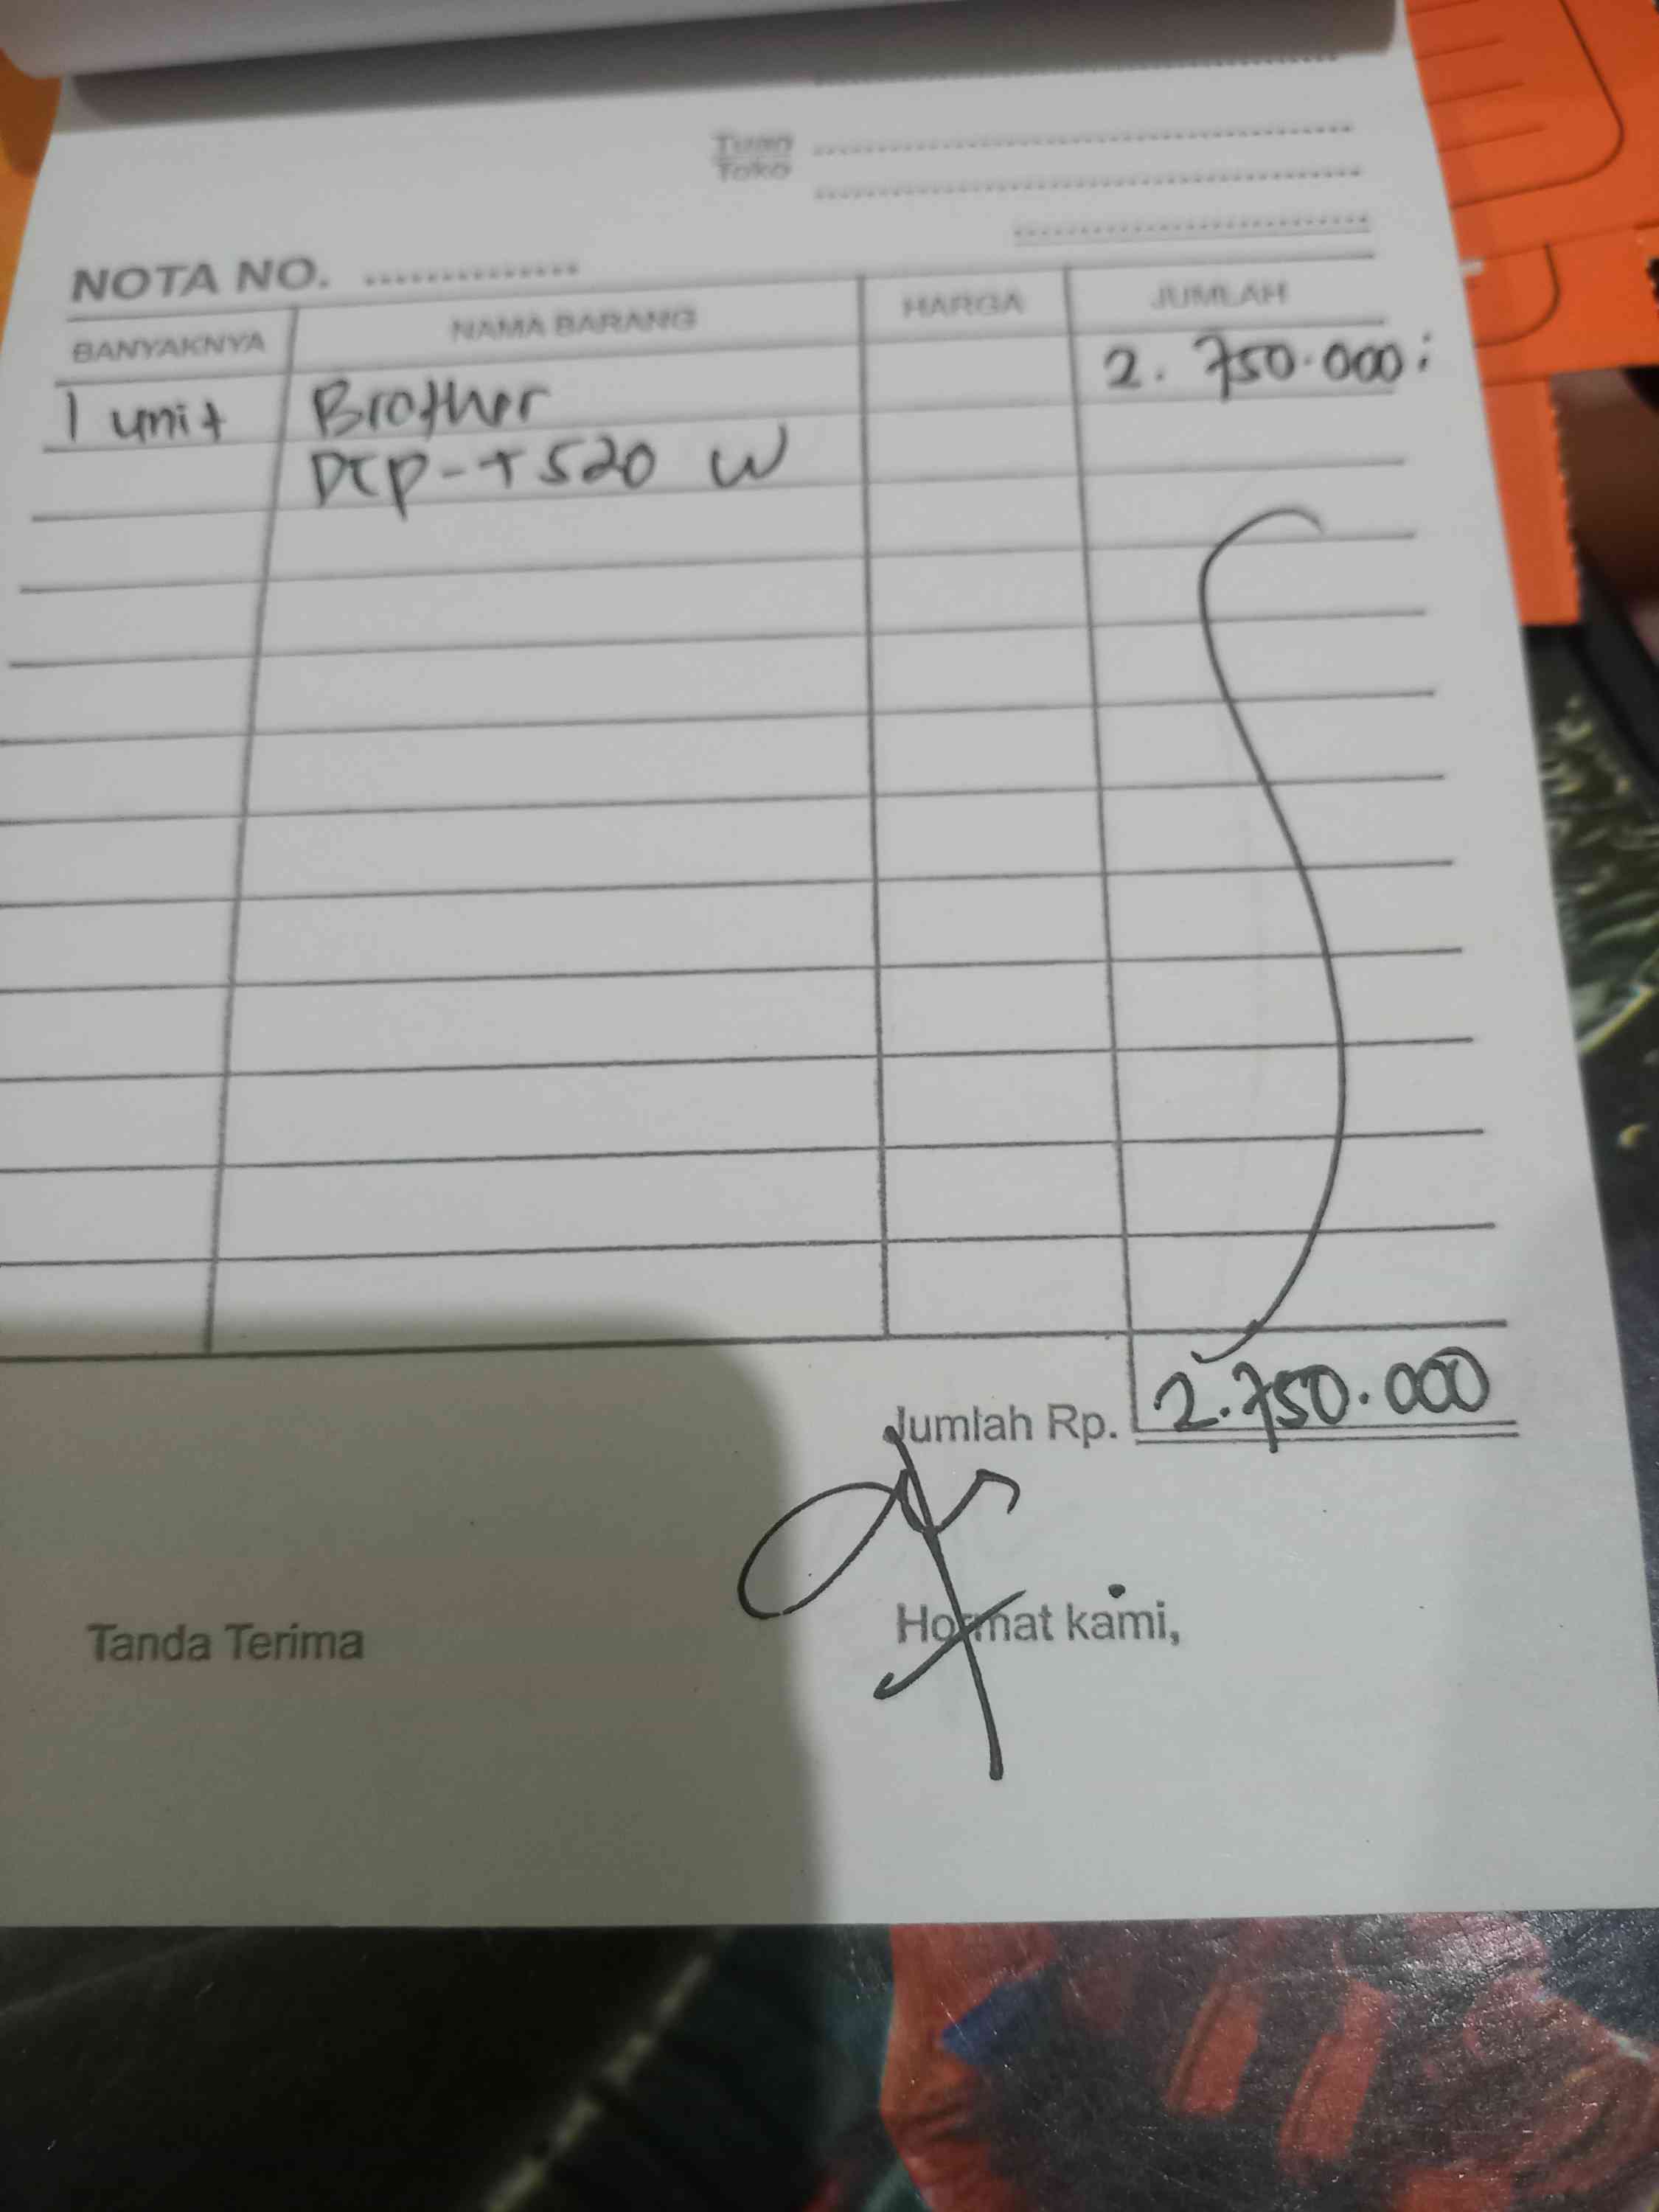 Tuan
Toko
NOTA NO. ...............
BANYAKNYA NAMA BARANG HARGA JUMLAH
1 unit Brother 2.750.000
DCP-T520 W
Jumlah Rp. 2.750.000
Tanda Terima Hormat kami,